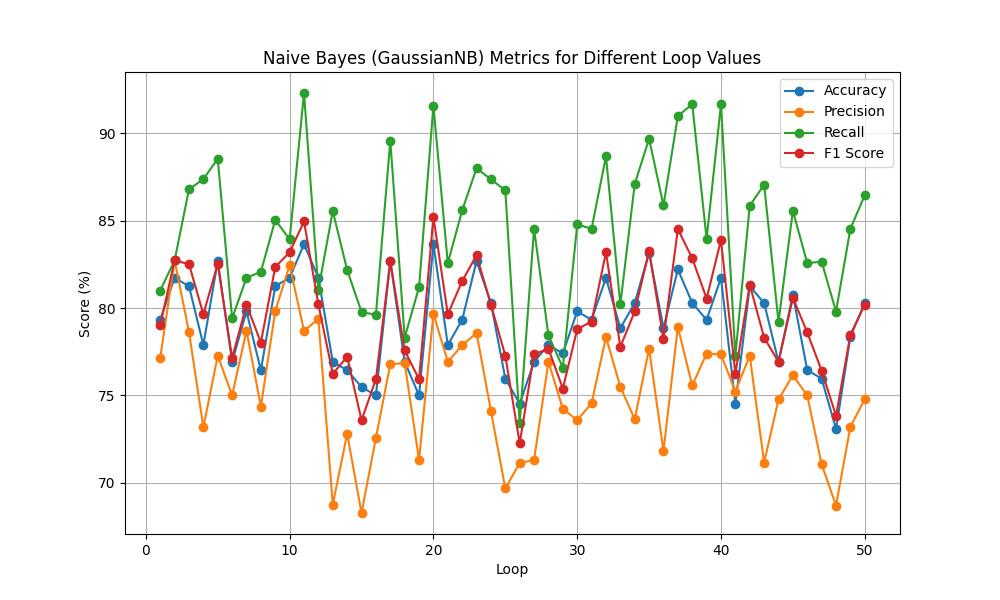 Naive Bayes (GaussianNB) Metrics for Different Loop Values
Accuracy
Precision
Recall
F1 Score
Score (%)
90
85
80
75
70
0 10 20 30 40 50
Loop